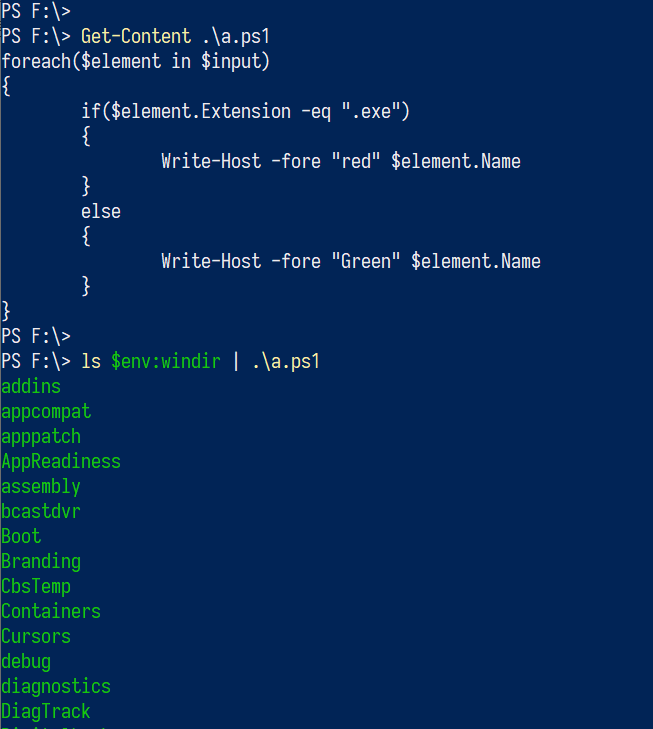 PS F:\>
PS F:\> Get-Content .\a.ps1
foreach($element in $input)
{
        if($element.Extension -eq ".exe")
        {
                Write-Host -fore "red" $element.Name
        }
        else
        {
                Write-Host -fore "Green" $element.Name
        }
}
PS F:\>
PS F:\> ls $env:windir | .\a.ps1
addins
appcompat
apppatch
AppReadiness
assembly
bcastdvr
Boot
Branding
CbsTemp
Containers
Cursors
debug
diagnostics
DiagTrack